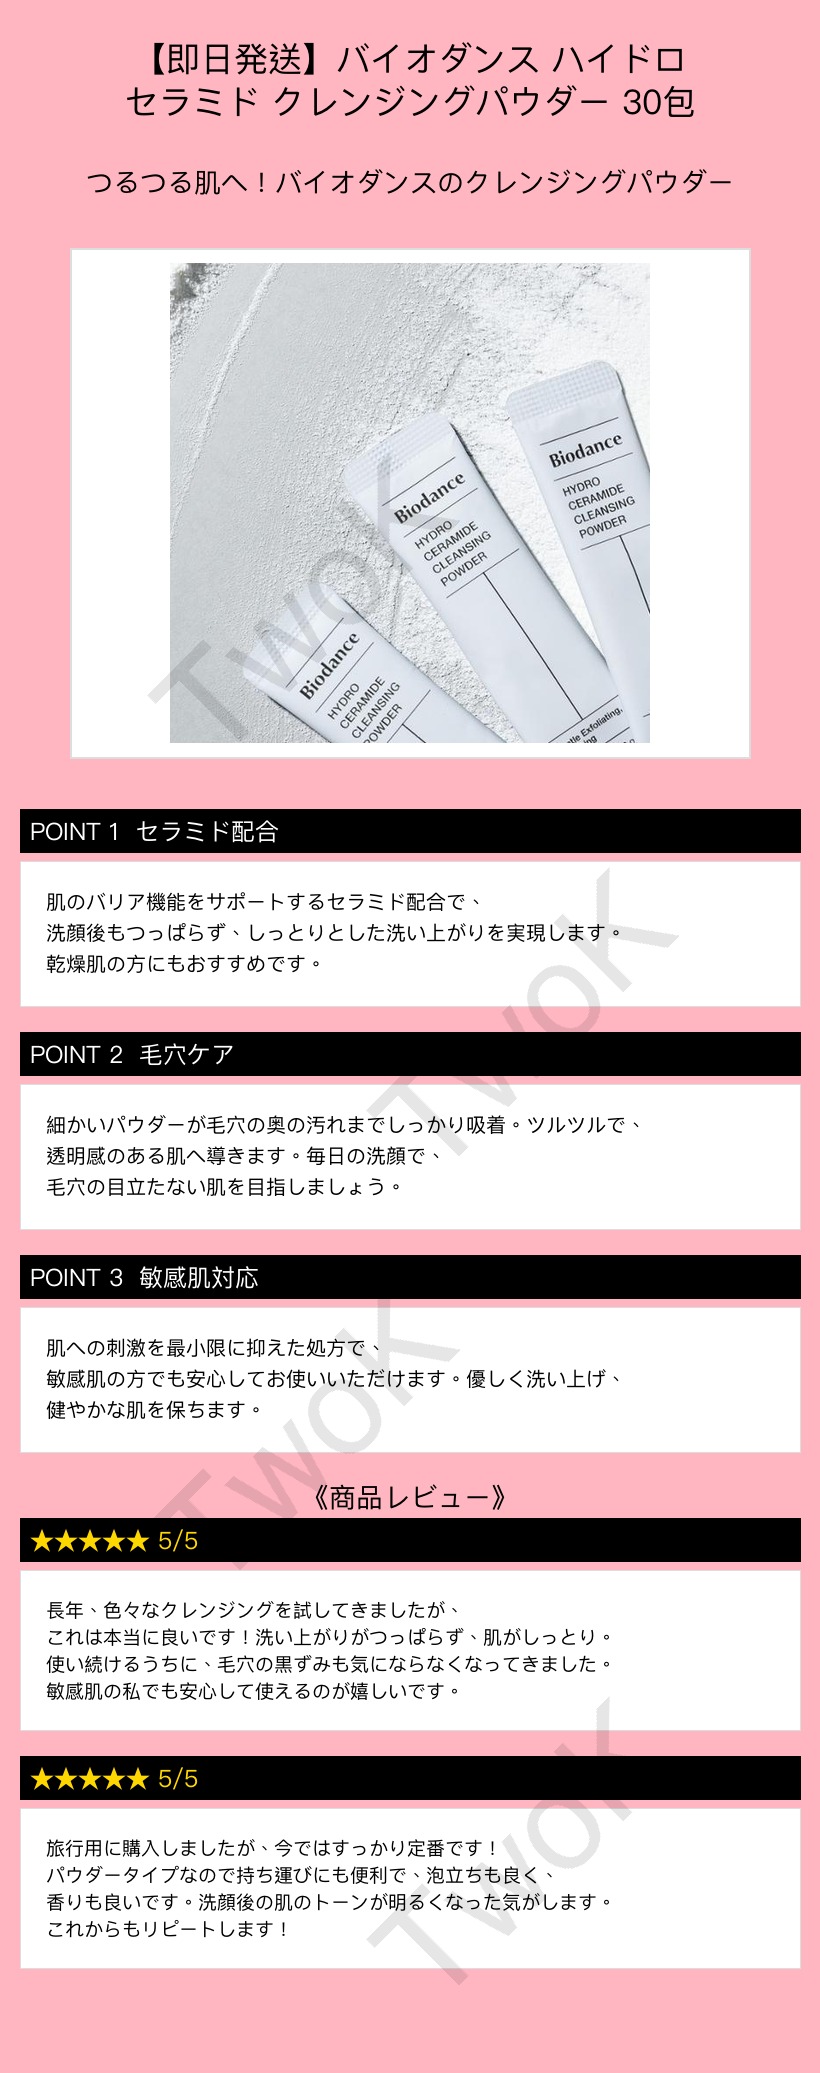 【即日発送】バイオダンス ハイドロ
セラミド クレンジングパウダー 30包
つるつる肌へ！バイオダンスのクレンジングパウダー
Biodance
HYDRO
CERAMIDE
CLEANSING
POWDER
Biodance
HYDRO
CERAMIDE
CLEANSING
POWDER
Exfoliating,
Biodance
HYDRO
CERAMIDE
CLEANSING
POWDER
TwoK
POINT 1 セラミド配合
肌のバリア機能をサポートするセラミド配合で、
洗顔後もつっぱらず、しっとりとした洗い上がりを実現します。
乾燥肌の方にもおすすめです。
TwoK
POINT 2 毛穴ケア
細かいパウダーが毛穴の奥の汚れまでしっかり吸着。ツルツルで、
透明感のある肌へ導きます。毎日の洗顔で、
毛穴の目立たない肌を目指しましょう。
POINT 3 敏感肌対応
肌への刺激を最小限に抑えた処方で、
敏感肌の方でも安心してお使いいただけます。優しく洗い上げ、
健やかな肌を保ちます。
TwoK
《商品レビュー》
★★★★★ 5/5
長年、色々なクレンジングを試してきましたが、
これは本当に良いです！洗い上がりがつっぱらず、肌がしっとり。
使い続けるうちに、毛穴の黒ずみも気にならなくなってきました。
敏感肌の私でも安心して使えるのが嬉しいです。
★★★★★ 5/5
旅行用に購入しましたが、今ではすっかり定番です！
パウダータイプなので持ち運びにも便利で、泡立ちも良く、
香りも良いです。洗顔後の肌のトーンが明るくなった気がします。
これからもリピートします！
TwoK